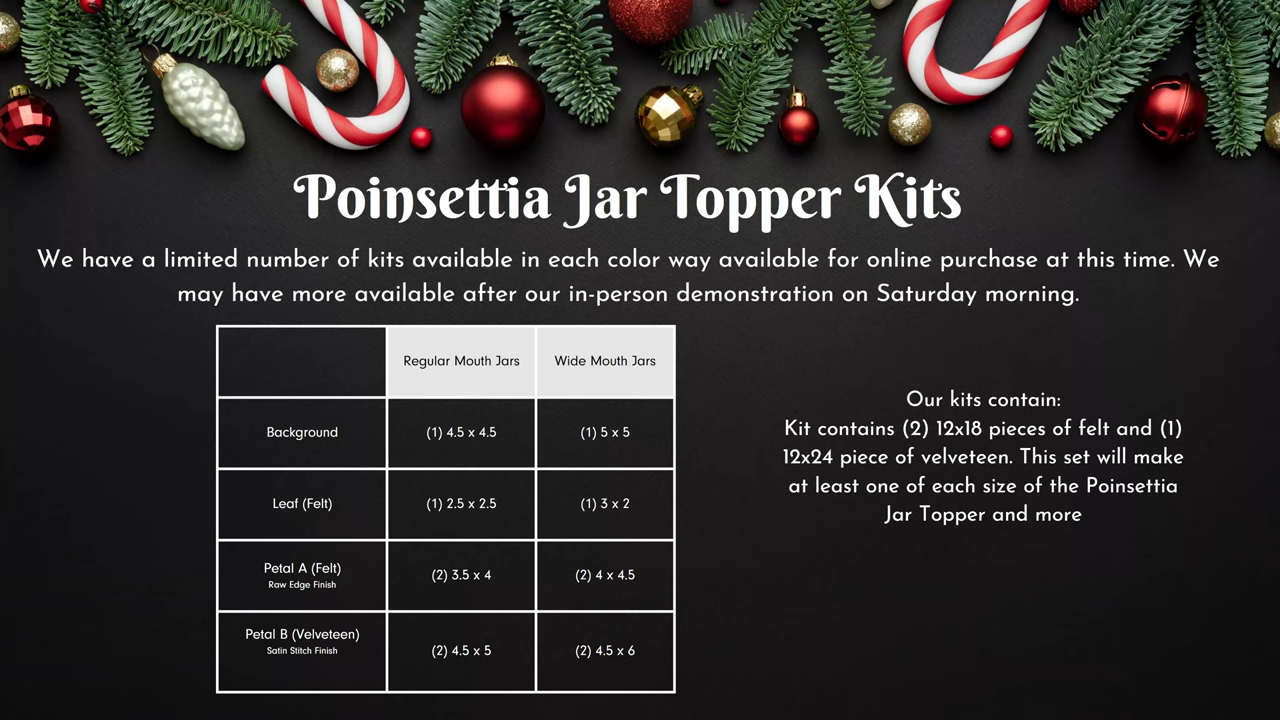 Poinsettia Jar Topper Kits
We have a limited number of kits available in each color way available for online purchase at this time. We
may have more available after our in-person demonstration on Saturday morning.
Regular Mouth Jars Wide Mouth Jars
Background (1) 4.5 x 4.5 (1) 5 x 5
Leaf (Felt) (1) 2.5 x 2.5 (1) 3 x 2
Petal A (Felt)
Raw Edge Finish
(2) 3.5 x 4 (2) 4 x 4.5
Petal B (Velveteen)
Satin Stitch Finish
(2) 4.5 x 5 (2) 4.5 x 6
Our kits contain:
Kit contains (2) 12x18 pieces of felt and (1)
12x24 piece of velveteen. This set will make
at least one of each size of the Poinsettia
Jar Topper and more